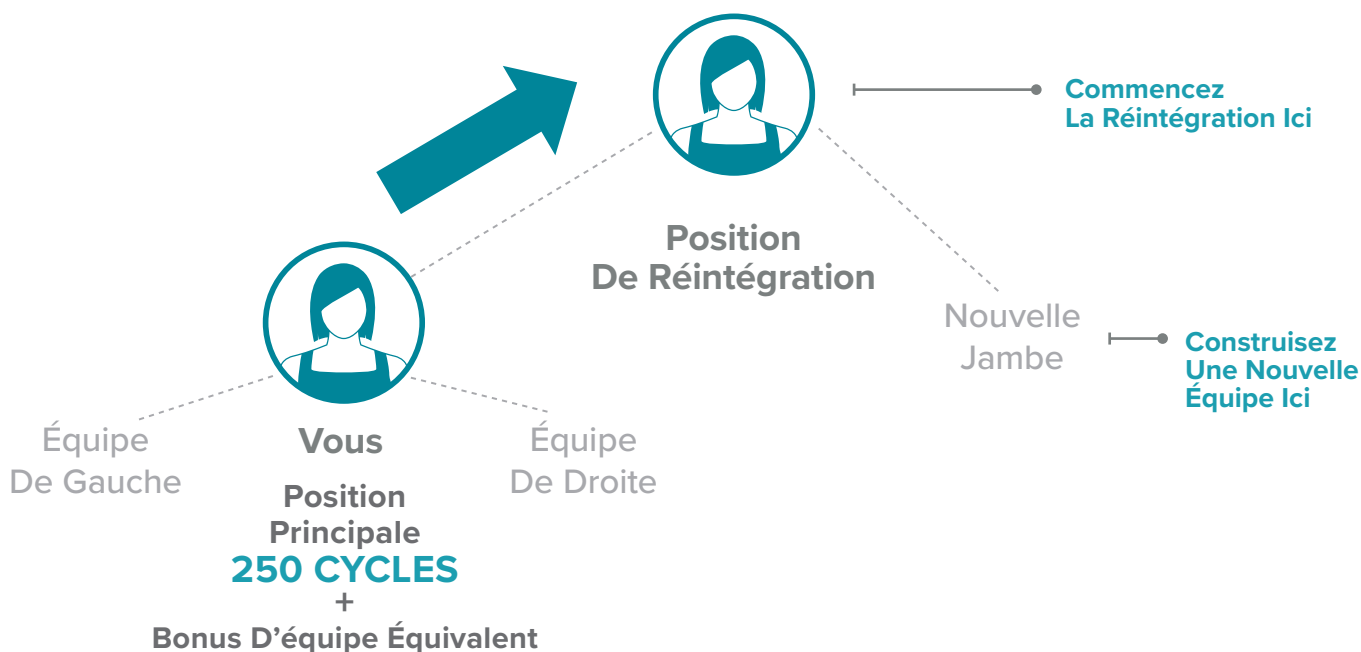 Commencez
La Réintégration Ici
Position
De Réintégration
Nouvelle
Jambe
Construisez
Une Nouvelle
Équipe Ici
Équipe
De Gauche
Vous
Équipe
De Droite
Position
Principale
250 CYCLES
+
Bonus D’équipe Équivalent